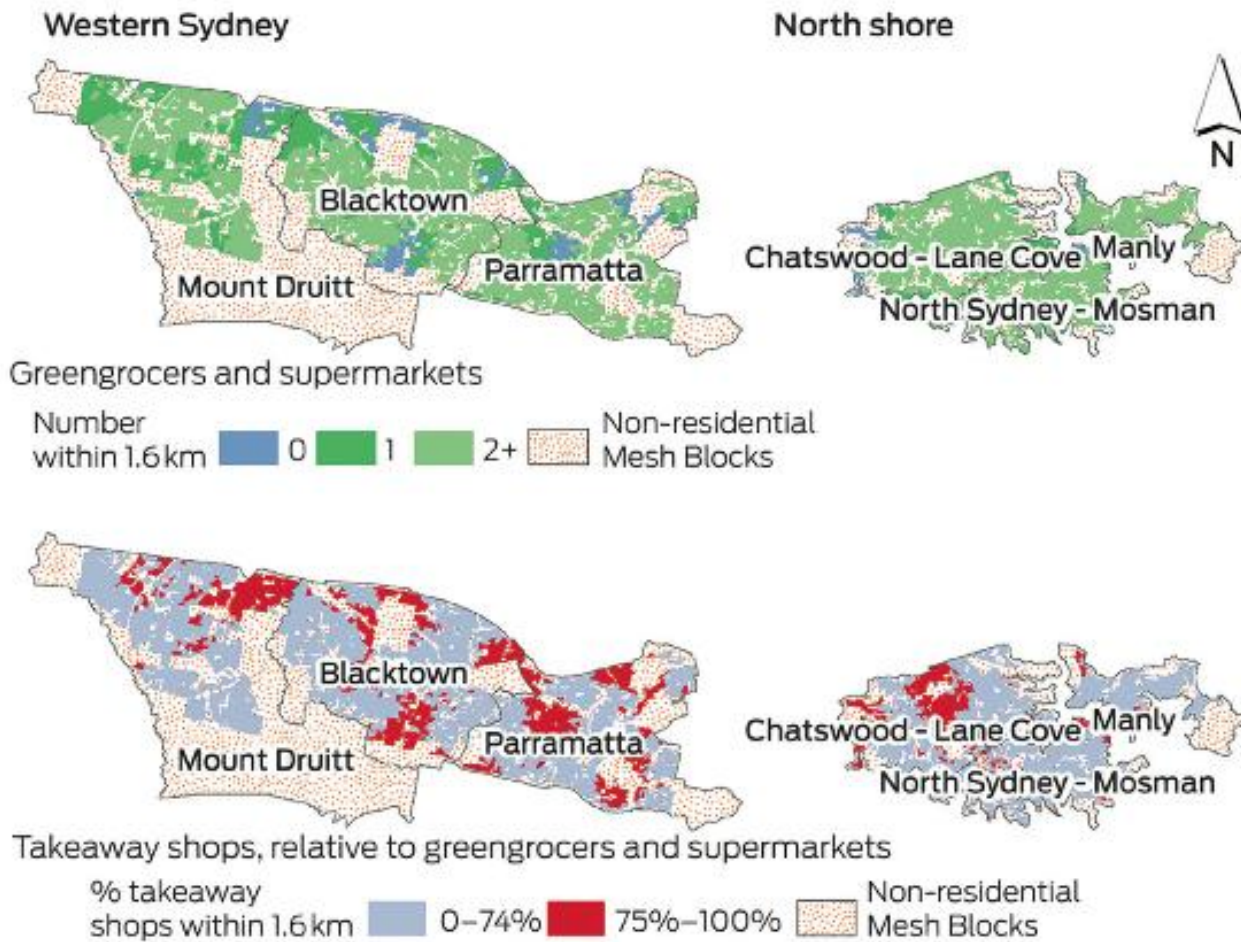 Western Sydney
North shore
N
Blacktown
Mount Druitt
Parramatta
Chatswood - Lane Cove
Manly
North Sydney - Mosman
Greengrocers and supermarkets
Number
within 1.6 km
0
1
2+
Non-residential
Mesh Blocks
Blacktown
Mount Druitt
Parramatta
Chatswood - Lane Cove
Manly
North Sydney - Mosman
Takeaway shops, relative to greengrocers and supermarkets
% takeaway
shops within 1.6 km
0–74%
75%–100%
Non-residential
Mesh Blocks